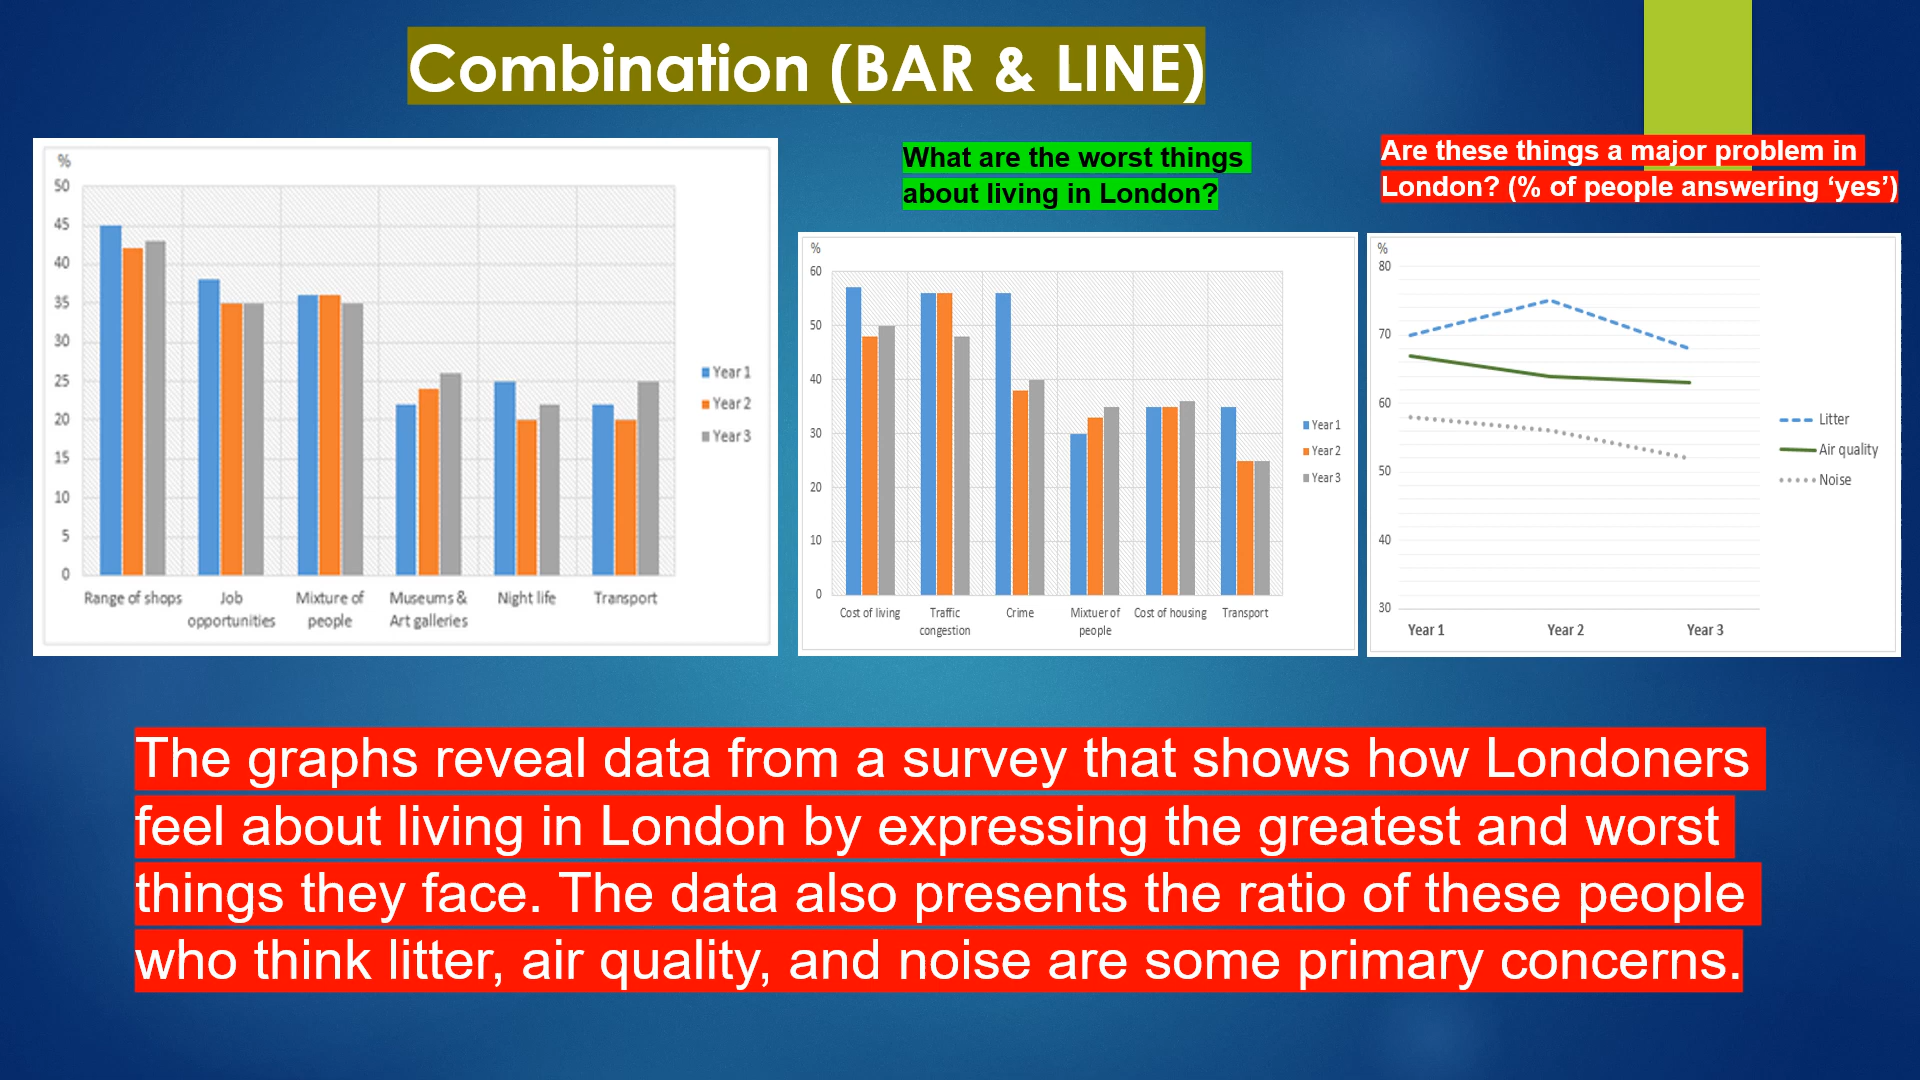 Combination (BAR & LINE)
%
50
45
40
35
30
25
20
15
10
5
0
Range of shops
Job
opportunities
Mixture of
people
Museums &
Art galleries
Night life
Transport
Year 1
Year 2
Year 3
What are the worst things
about living in London?
%
60
50
40
30
20
10
0
Cost of living
Traffic
congestion
Crime
Mixtuer of
people
Cost of housing
Transport
Year 1
Year 2
Year 3
Are these things a major problem in
London? (% of people answering ‘yes’)
%
80
70
60
50
40
30
Year 1
Year 2
Year 3
Litter
Air quality
Noise
The graphs reveal data from a survey that shows how Londoners
feel about living in London by expressing the greatest and worst
things they face. The data also presents the ratio of these people
who think litter, air quality, and noise are some primary concerns.